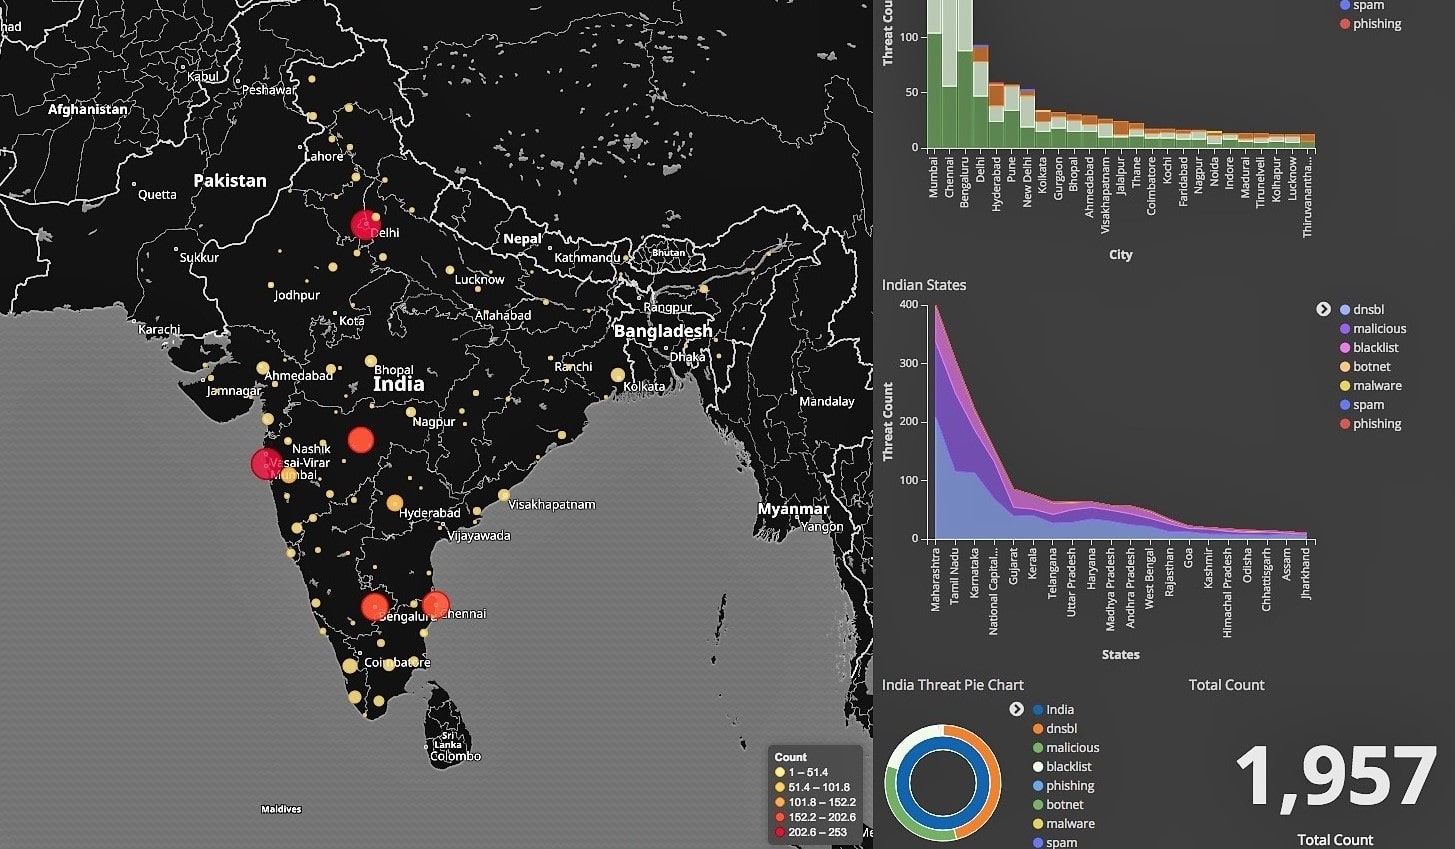 had
Kabul
Peshawar
Afghanistan
Lahore
Pakistan
Quetta
Delhi
Nepal
Sukkur
Kathmandu
Bhutan
Lucknow
Jodhpur
Rangpur
Allahabad
Kota
Karachi
Bangladesh
Dhaka
Ranchi
Bhopal
Ahmedabad
India
Kolkata
Jamnagar
Mandalay
Nagpur
Nashik
Vasai-Virar
Mumbai
Visakhapatnam
Myanmar
Hyderabad
Yangon
Vijayawada
Bengaluru
Chennai
Coimbatore
Sri
Lanka
Colombo
Maldives
Count
1 – 51.4
51.4 – 101.8
101.8 – 152.2
152.2 – 202.6
202.6 – 253
Me
Threat Cou
100
50
0
Mumbai
Chennai
Bengaluru
Delhi
Hyderabad
Pune
New Delhi
Kolkata
Gurgaon
Bhopal
Ahmedabad
Visakhapatnam
Jalalpur
Thane
Coimbatore
Kochi
Faridabad
Nagpur
Noida
Indore
Madurai
Tirunelveli
Kolhapur
Lucknow
Thiruvanantha...
City
spam
phishing
Indian States
Threat Count
400
300
200
100
0
Maharashtra
Tamil Nadu
Karnataka
National Capital...
Gujarat
Kerala
Telangana
Uttar Pradesh
Haryana
Madhya Pradesh
Andhra Pradesh
West Bengal
Rajasthan
Goa
Kashmir
Himachal Pradesh
Odisha
Chhattisgarh
Assam
Jharkhand
States
dnsbl
malicious
blacklist
botnet
malware
spam
phishing
India Threat Pie Chart
India
dnsbl
malicious
blacklist
phishing
botnet
malware
spam
Total Count
1,957
Total Count